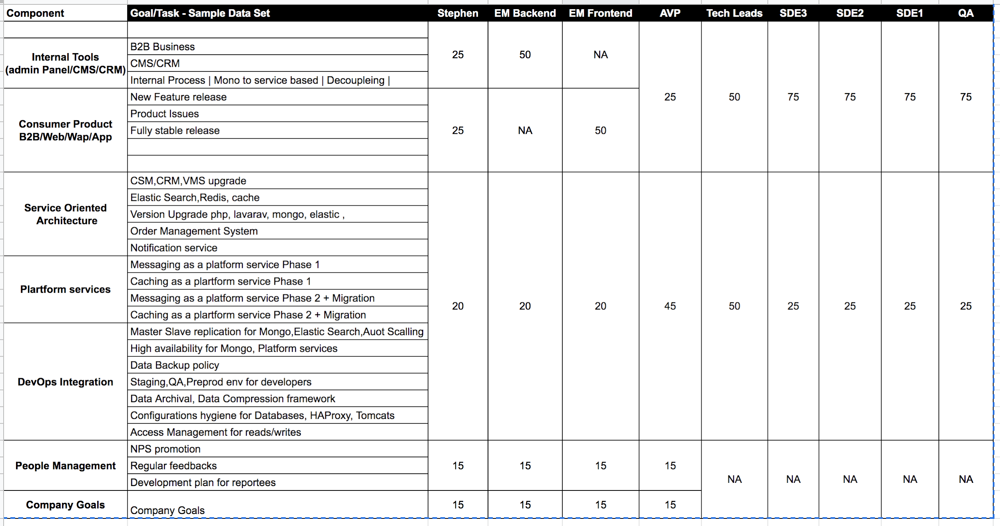 Component Goal/Task - Sample Data Set Stephen EM Backend EM Frontend AVP Tech Leads SDE3 SDE2 SDE1 QA
Internal Tools
(admin Panel/CMS/CRM)
B2B Business
CMS/CRM
Internal Process | Mono to service based | Decoupleing |
25 50 NA
Consumer Product
B2B/Web/Wap/App
New Feature release
Product Issues
Fully stable release
25 NA 50
25 50 75 75 75 75
Service Oriented
Architecture
CSM,CRM,VMS upgrade
Elastic Search,Redis, cache
Version Upgrade php, lavarav, mongo, elastic ,
Order Management System
Notification service
Plartform services
Messaging as a platform service Phase 1
Caching as a plartform service Phase 1
Messaging as a platform service Phase 2 + Migration
Caching as a plartform service Phase 2 + Migration
20 20 20 45 50 25 25 25 25
DevOps Integration
Master Slave replication for Mongo,Elastic Search,Auot Scalling
High availability for Mongo, Platform services
Data Backup policy
Staging,QA,Preprod env for developers
Data Archival, Data Compression framework
Configurations hygiene for Databases, HAProxy, Tomcats
Access Management for reads/writes
People Management
NPS promotion
Regular feedbacks
Development plan for reportees
15 15 15 15
NA NA NA NA NA
Company Goals
Company Goals
15 15 15 15